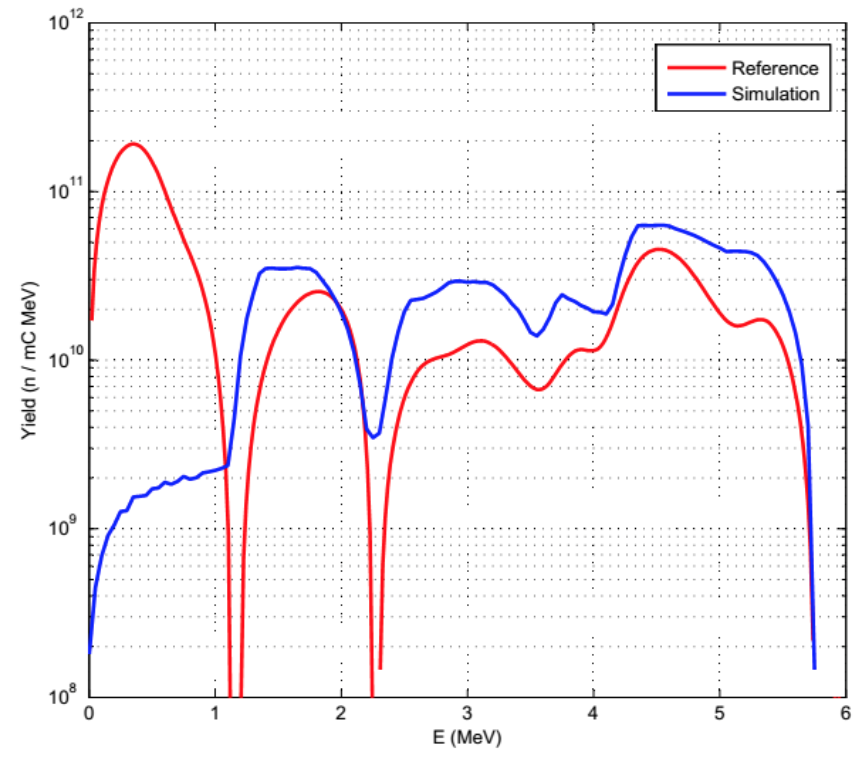 10^12
10^11
10^10
10^9
10^8
Yield (n / mC MeV)
Reference
Simulation
0 1 2 3 4 5 6
E (MeV)